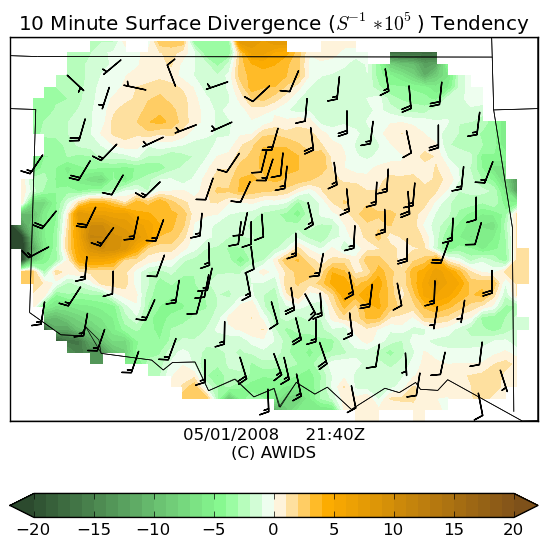 10 Minute Surface Divergence (S⁻¹ *10⁵ ) Tendency
05/01/2008 21:40Z
(C) AWIDS
−20 −15 −10 −5 0 5 10 15 20